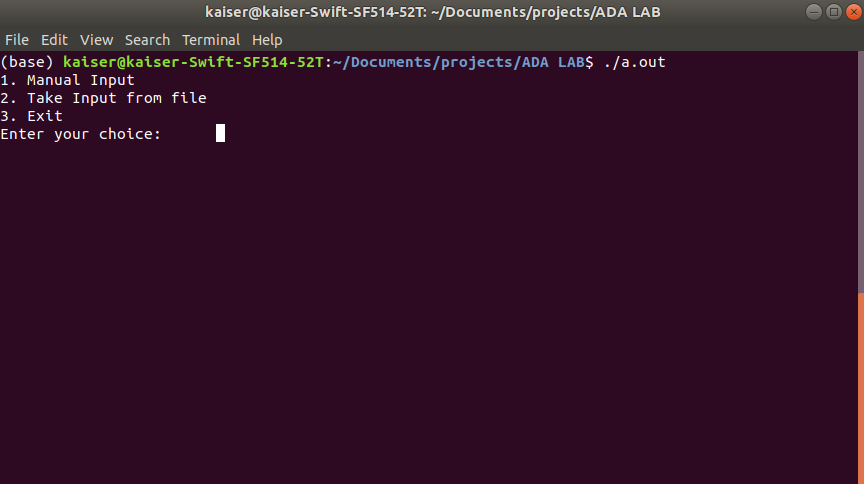 kaiser@kaiser-Swift-SF514-52T: ~/Documents/projects/ADA LAB
File Edit View Search Terminal Help
(base) kaiser@kaiser-Swift-SF514-52T:~/Documents/projects/ADA LAB$ ./a.out
1. Manual Input
2. Take Input from file
3. Exit
Enter your choice: